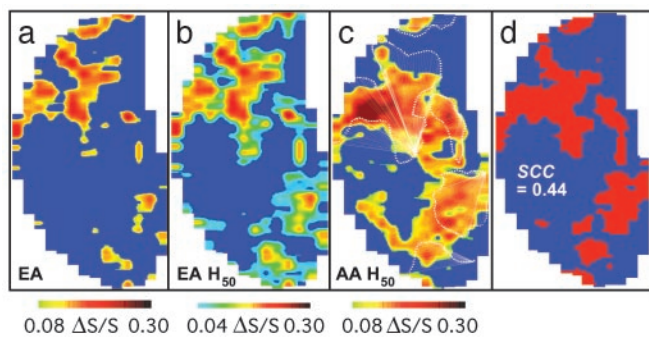 a b c d
SCC
= 0.44
EA EA H50 AA H50
0.08 ΔS/S 0.30 0.04 ΔS/S 0.30 0.08 ΔS/S 0.30